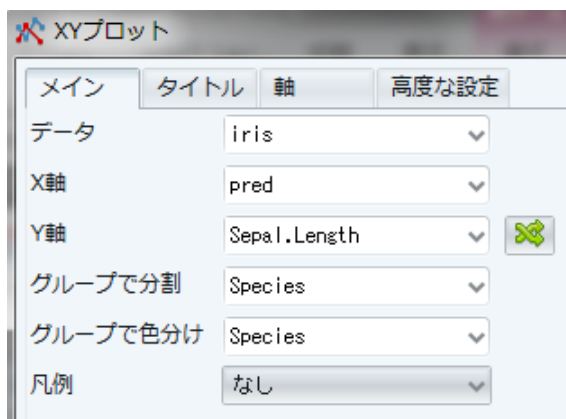 XYプロット
メイン タイトル 軸 高度な設定
データ iris
X軸 pred
Y軸 Sepal.Length
グループで分割 Species
グループで色分け Species
凡例 なし